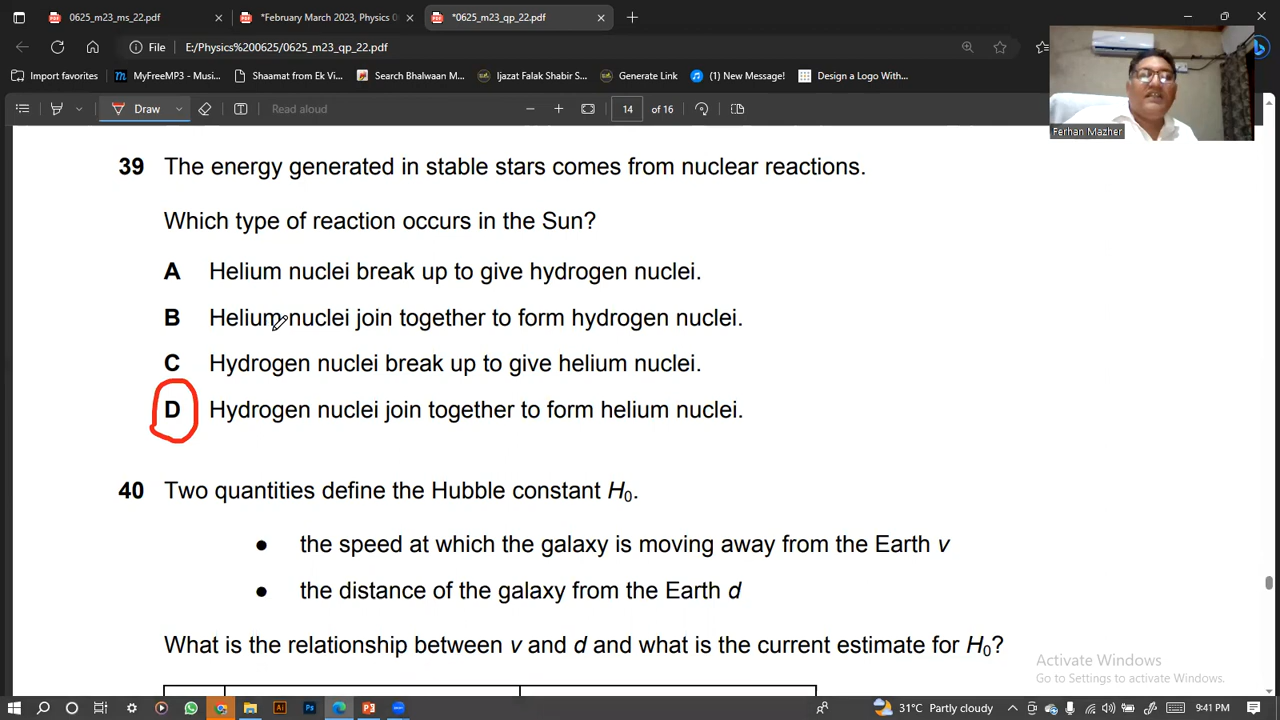 0625_m23_ms_22.pdf
*February March 2023, Physics 0
*0625_m23_qp_22.pdf
File E:/Physics%200625/0625_m23_qp_22.pdf
Import favorites
MyFreeMP3 - Musi...
Shaamat from Ek Vi...
Search Bhalwaan M...
Ijazat Falak Shabir S...
Generate Link
(1) New Message!
Design a Logo With...
Draw
Read aloud
14 of 16
Ferhan Mazher
39 The energy generated in stable stars comes from nuclear reactions.
Which type of reaction occurs in the Sun?
A Helium nuclei break up to give hydrogen nuclei.
B Helium nuclei join together to form hydrogen nuclei.
C Hydrogen nuclei break up to give helium nuclei.
D Hydrogen nuclei join together to form helium nuclei.
40 Two quantities define the Hubble constant H₀.
● the speed at which the galaxy is moving away from the Earth v
● the distance of the galaxy from the Earth d
What is the relationship between v and d and what is the current estimate for H₀?
Activate Windows
Go to Settings to activate Windows.
31°C Partly cloudy
9:41 PM